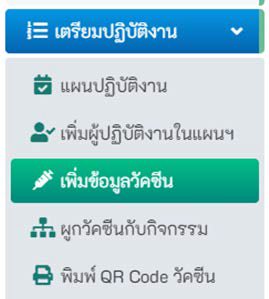 เตรียมปฏิบัติงาน
แผนปฏิบัติงาน
เพิ่มผู้ปฏิบัติงานในแผนฯ
เพิ่มข้อมูลวัคซีน
ผูกวัคซีนกับกิจกรรม
พิมพ์ QR Code วัคซีน